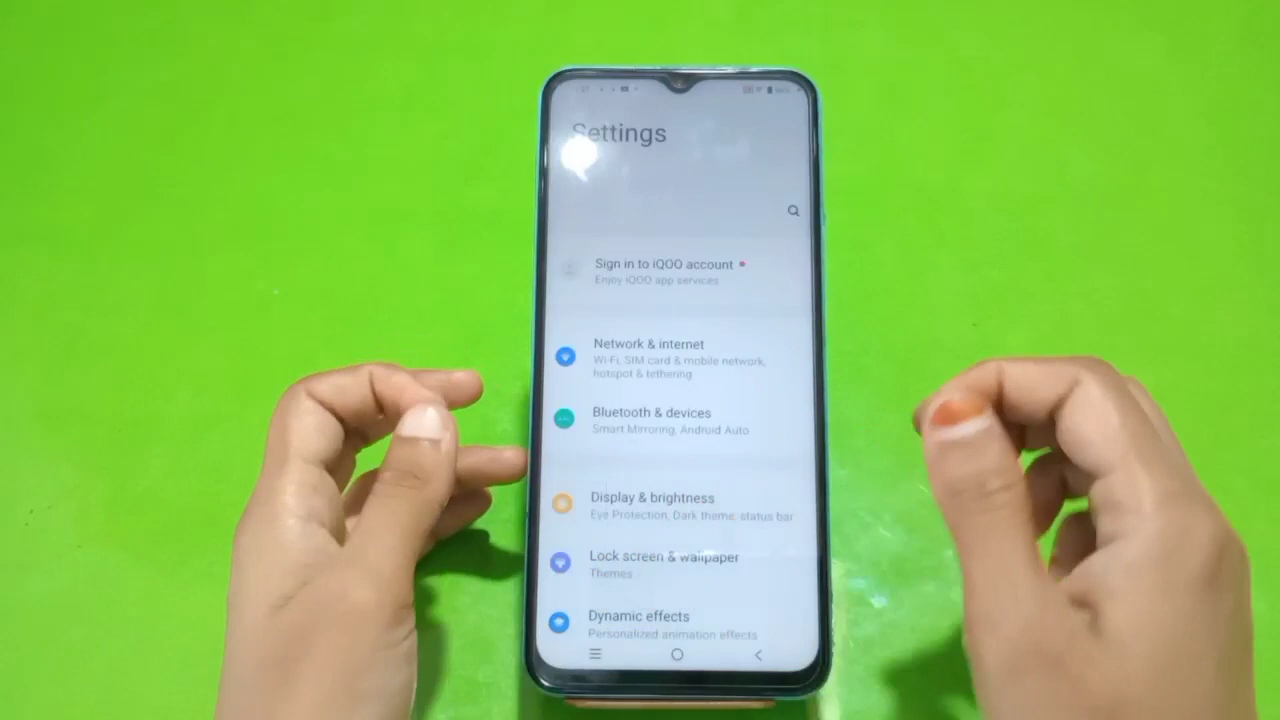 Settings
Sign in to iQOO account
Enjoy iQOO app services
Network & internet
Wi-Fi, SIM card & mobile network,
hotspot & tethering
Bluetooth & devices
Smart Mirroring, Android Auto
Display & brightness
Eye Protection, Dark theme, status bar
Lock screen & wallpaper
Themes
Dynamic effects
Personalized animation effects